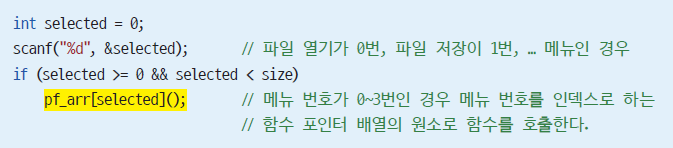 int selected = 0;
scanf("%d", &selected); // 파일 열기가 0번, 파일 저장이 1번, … 메뉴인 경우
if (selected >= 0 && selected < size)
pf_arr[selected](); // 메뉴 번호가 0~3번인 경우 메뉴 번호를 인덱스로 하는
// 함수 포인터 배열의 원소로 함수를 호출한다.